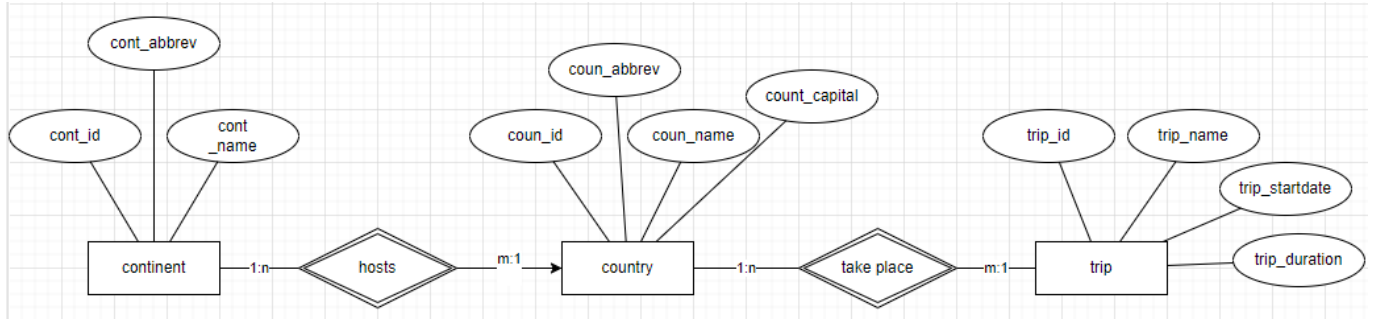 cont_abbrev
cont_id
cont
_name
coun_abbrev
count_capital
coun_id
coun_name
trip_id
trip_name
trip_startdate
trip_duration
continent
1:n
hosts
m:1
country
1:n
take place
m:1
trip